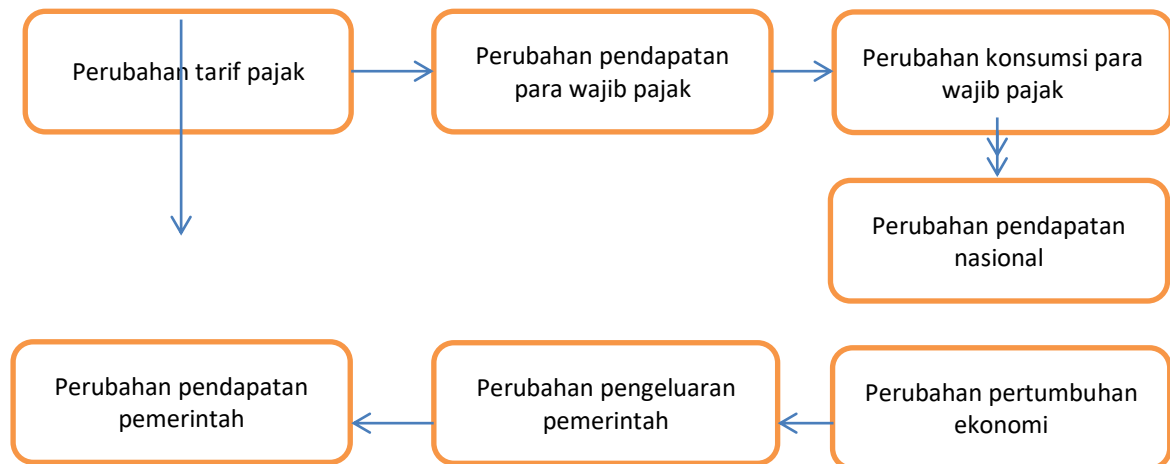 Perubahan tarif pajak
Perubahan pendapatan
para wajib pajak
Perubahan konsumsi para
wajib pajak
Perubahan pendapatan
nasional
Perubahan pendapatan
pemerintah
Perubahan pengeluaran
pemerintah
Perubahan pertumbuhan
ekonomi